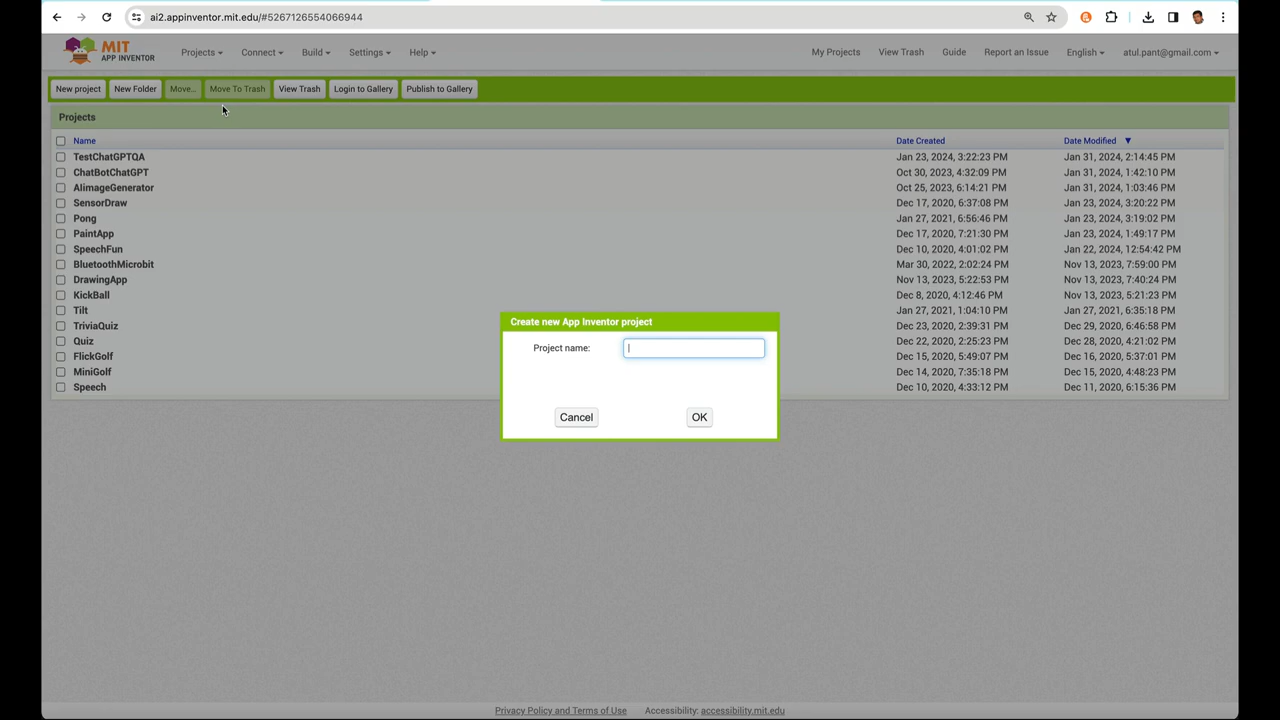 ai2.appinventor.mit.edu/#5267126554066944
MIT
APP INVENTOR
Projects Connect Build Settings Help My Projects View Trash Guide Report an Issue English atul.pant@gmail.com
New project New Folder Move... Move To Trash View Trash Login to Gallery Publish to Gallery
Projects
Name Date Created Date Modified
TestChatGPTQA Jan 23, 2024, 3:22:23 PM Jan 31, 2024, 2:14:45 PM
ChatBotChatGPT Oct 30, 2023, 4:32:09 PM Jan 31, 2024, 1:42:10 PM
AIimageGenerator Oct 25, 2023, 6:14:21 PM Jan 31, 2024, 1:03:46 PM
SensorDraw Dec 17, 2020, 6:37:08 PM Jan 23, 2024, 3:20:22 PM
Pong Jan 27, 2021, 6:56:46 PM Jan 23, 2024, 3:19:02 PM
PaintApp Dec 17, 2020, 7:21:30 PM Jan 23, 2024, 1:49:17 PM
SpeechFun Dec 10, 2020, 4:01:02 PM Jan 22, 2024, 12:54:42 PM
BluetoothMicrobit Mar 30, 2022, 2:02:24 PM Nov 13, 2023, 7:59:00 PM
DrawingApp Nov 13, 2023, 5:22:53 PM Nov 13, 2023, 7:40:24 PM
KickBall Dec 8, 2020, 4:12:46 PM Nov 13, 2023, 5:21:23 PM
Tilt Jan 27, 2021, 1:04:10 PM Jan 27, 2021, 6:35:18 PM
TriviaQuiz Dec 23, 2020, 2:39:31 PM Dec 29, 2020, 6:46:58 PM
Quiz Dec 22, 2020, 2:25:23 PM Dec 28, 2020, 4:21:02 PM
FlickGolf Dec 15, 2020, 5:49:07 PM Dec 16, 2020, 5:37:01 PM
MiniGolf Dec 14, 2020, 7:35:18 PM Dec 15, 2020, 4:48:23 PM
Speech Dec 10, 2020, 4:33:12 PM Dec 11, 2020, 6:15:36 PM
Create new App Inventor project
Project name:
Cancel OK
Privacy Policy and Terms of Use Accessibility: accessibility.mit.edu